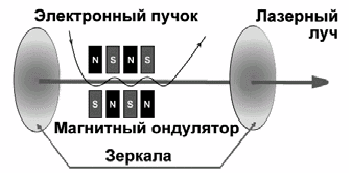 Электронный пучок
Лазерный
луч
N S N S
S N S N
Магнитный ондулятор
Зеркала